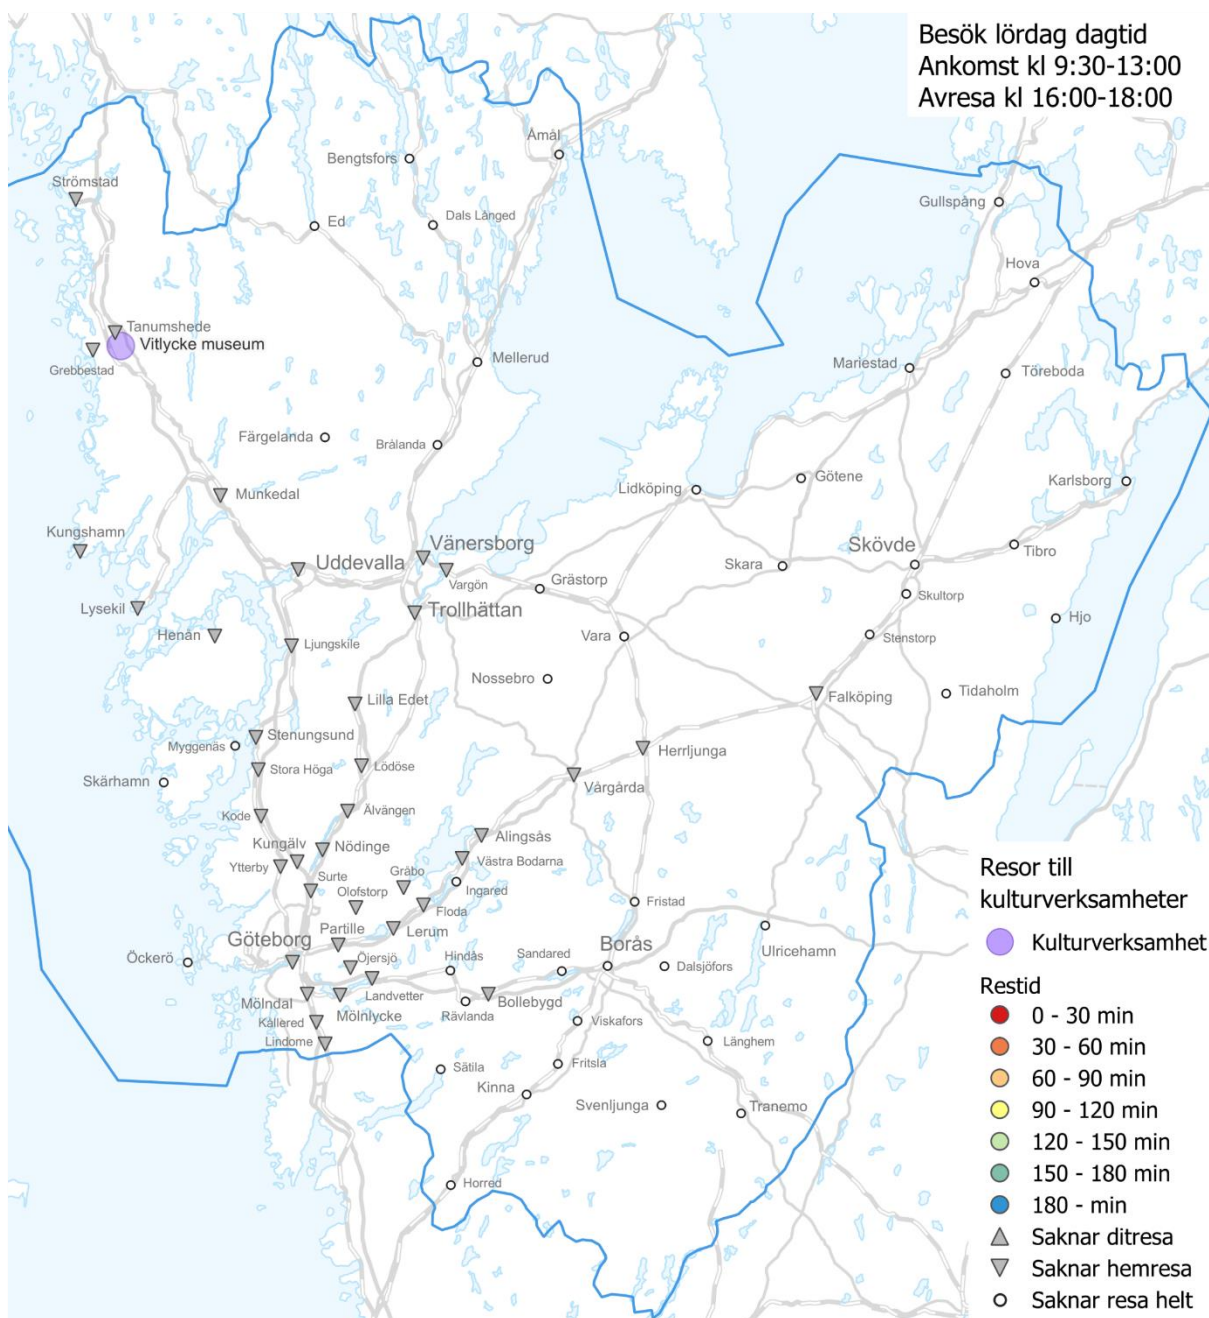 Besök lördag dagtid
Ankomst kl 9:30-13:00
Avresa kl 16:00-18:00
Åmål
Bengtsfors
Strömstad
Gullspång
Dals Långed
Ed
Hova
Tanumshede
Vitlycke museum
Grebbestad
Mellerud
Mariestad
Töreboda
Färgelanda
Brålanda
Götene
Karlsborg
Lidköping
Munkedal
Kungshamn
Vänersborg
Skövde
Tibro
Uddevalla
Skara
Vargön
Grästorp
Skultorp
Lysekil
Trollhättan
Hjo
Henån
Vara
Stenstorp
Ljungskile
Nossebro
Tidaholm
Lilla Edet
Falköping
Stenungsund
Myggenäs
Herrljunga
Stora Höga
Lödöse
Skärhamn
Vårgårda
Älvängen
Kode
Alingsås
Kungälv
Nödinge
Västra Bodarna
Ytterby
Gråbo
Surte
Olofstorp
Ingared
Floda
Fristad
Partille
Lerum
Göteborg
Ulricehamn
Borås
Öckerö
Öjersjö
Hindås
Sandared
Dalsjöfors
Landvetter
Mölndal
Mölnlycke
Rävlanda
Bollebygd
Kållered
Viskafors
Lindome
Länghem
Sätila
Fritsla
Kinna
Svenljunga
Tranemo
Horred
Resor till
kulturverksamheter
Kulturverksamhet
Restid
0 - 30 min
30 - 60 min
60 - 90 min
90 - 120 min
120 - 150 min
150 - 180 min
180 - min
Saknar ditresa
Saknar hemresa
Saknar resa helt